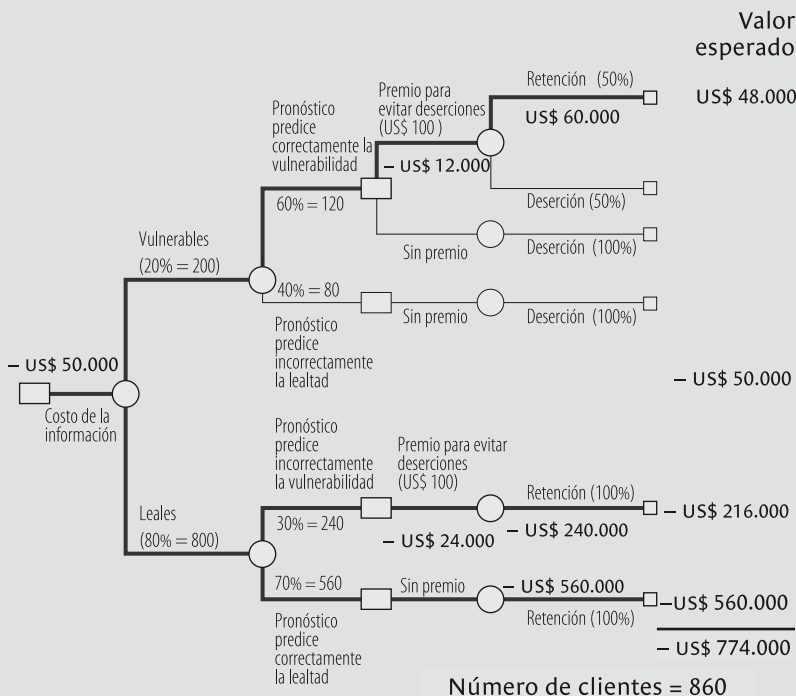 Valor
esperado
Retención (50%)
US$ 48.000
Premio para
evitar deserciones
(US$ 100 )
US$ 60.000
Pronóstico
predice
correctamente la
vulnerabilidad
– US$ 12.000
60% = 120
Deserción (50%)
Sin premio
Deserción (100%)
Vulnerables
(20% = 200)
40% = 80
Sin premio
Deserción (100%)
Pronóstico
predice
incorrectamente
la lealtad
– US$ 50.000
– US$ 50.000
Costo de la
información
Pronóstico
predice
incorrectamente
la vulnerabilidad
Premio para evitar
deserciones
(US$ 100)
Retención (100%)
– US$ 216.000
Leales
(80% = 800)
30% = 240
– US$ 24.000
– US$ 240.000
70% = 560
Sin premio
– US$ 560.000
Retención (100%)
–US$ 560.000
Pronóstico
predice
correctamente
la lealtad
– US$ 774.000
Número de clientes = 860